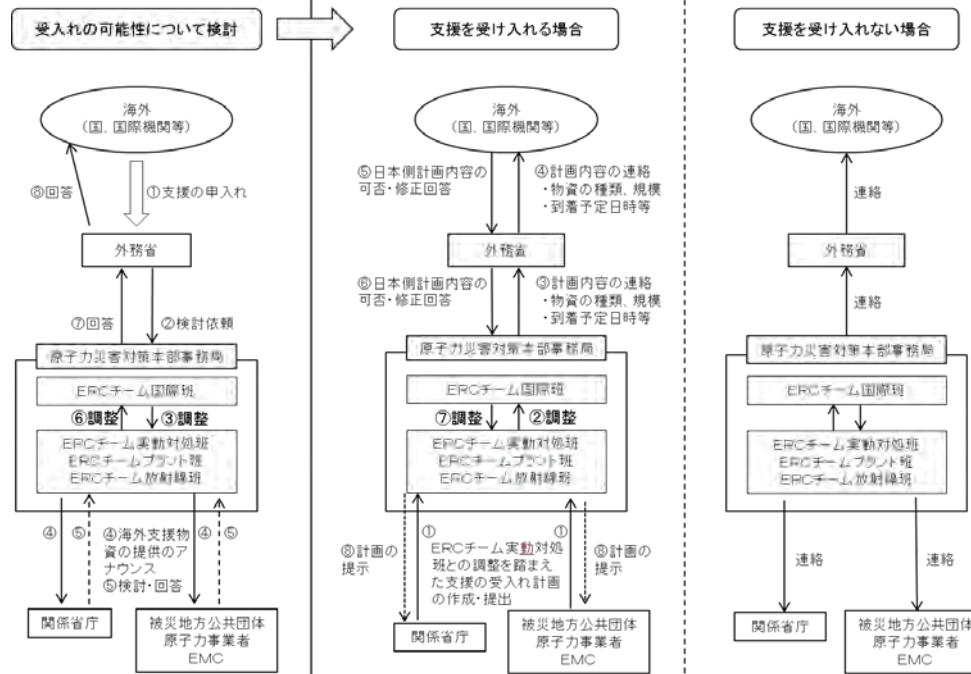 受入れの可能性について検討
海外
(国、国際機関等)
⑧回答
①支援の申入れ
外務省
⑦回答
②検討依頼
原子力災害対策本部事務局
ERCチーム国際班
⑥調整
③調整
ERCチーム実動対処班
ERCチームプラント班
ERCチーム放射線班
④
⑤
④海外支援物
資の提供のア
ナウンス
⑤検討・回答
④
⑤
関係省庁
被災地方公共団体
原子力事業者
EMC
支援を受け入れる場合
海外
(国、国際機関等)
⑤日本側計画内容の
可否・修正回答
④計画内容の連絡
・物資の種類、規模
・到着予定日時等
外務省
⑥日本側計画内容の
可否・修正回答
③計画内容の連絡
・物資の種類、規模
・到着予定日時等
原子力災害対策本部事務局
ERCチーム国際班
⑦調整
②調整
ERCチーム実動対処班
ERCチームプラント班
ERCチーム放射線班
⑧計画の
提示
①
ERCチーム実動対処
班との調整を踏まえ
た支援の受入れ計画
の作成・提出
①
⑧計画の
提示
関係省庁
被災地方公共団体
原子力事業者
EMC
支援を受け入れない場合
海外
(国、国際機関等)
連絡
外務省
連絡
原子力災害対策本部事務局
ERCチーム国際班
ERCチーム実動対処班
ERCチームプラント班
ERCチーム放射線班
連絡
連絡
関係省庁
被災地方公共団体
原子力事業者
EMC